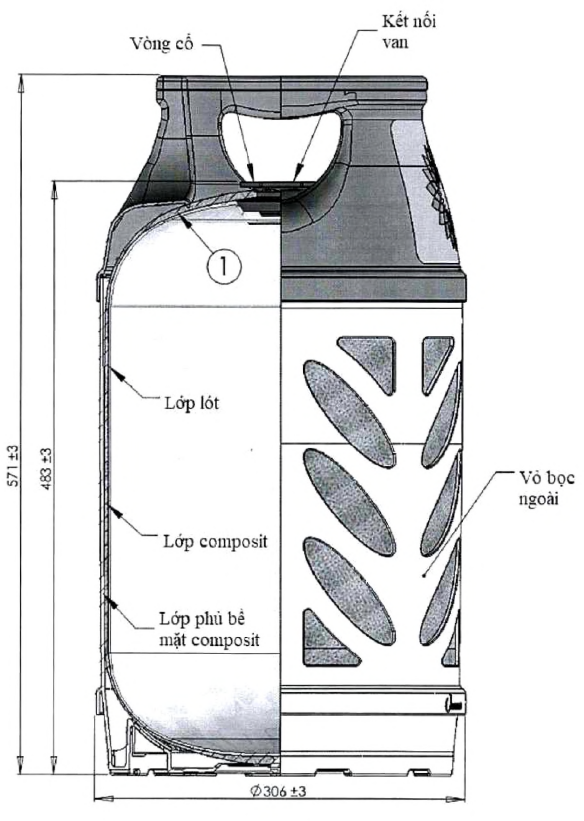 Kết nối
van
Vòng cổ
1
Lớp lót
571 ±3
483 ±3
Vỏ bọc
ngoài
Lớp composit
Lớp phủ bề
mặt composit
Ø306 ±3